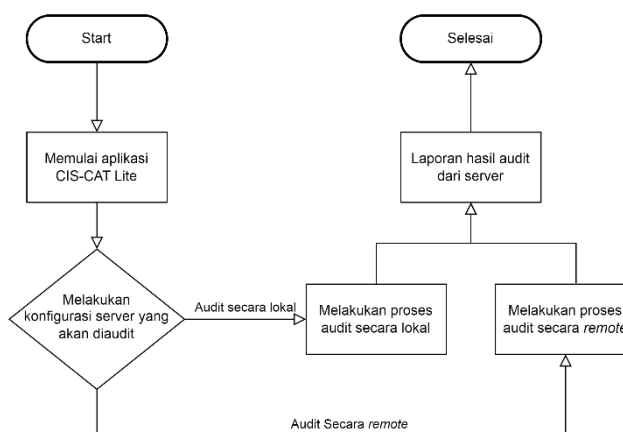 Start
Selesai
Memulai aplikasi
CIS-CAT Lite
Laporan hasil audit
dari server
Melakukan
konfigurasi server yang
akan diaudit
Audit secara lokal
Melakukan proses
audit secara lokal
Melakukan proses
audit secara remote
Audit Secara remote